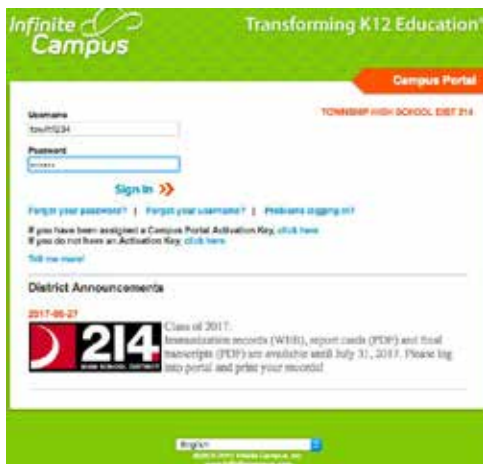 Infinite Campus
Transforming K12 Education®
Campus Portal
TOWNSHIP HIGH SCHOOL DIST 214
Username
Password
Sign In >>
Forgot your password? | Forgot your username? | Problems logging in?
If you have been assigned a Campus Portal Activation Key, click here
If you do not have an Activation Key, click here
Tell me more!
District Announcements
2017-06-27
214
HIGH SCHOOL DISTRICT
Class of 2017:
Immunization records (WEB), report cards (PDF) and final
transcripts (PDF) are available until July 31, 2017. Please log
into portal and print your records!
English